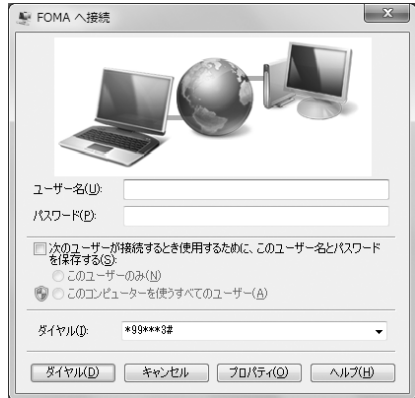 FOMA へ接続
ユーザー名(U):
パスワード(P):
次のユーザーが接続するとき使用するために、このユーザー名とパスワード
を保存する(S):
このユーザーのみ(N)
このコンピューターを使うすべてのユーザー(A)
ダイヤル(I):
*99***3#
ダイヤル(D)
キャンセル
プロパティ(O)
ヘルプ(H)